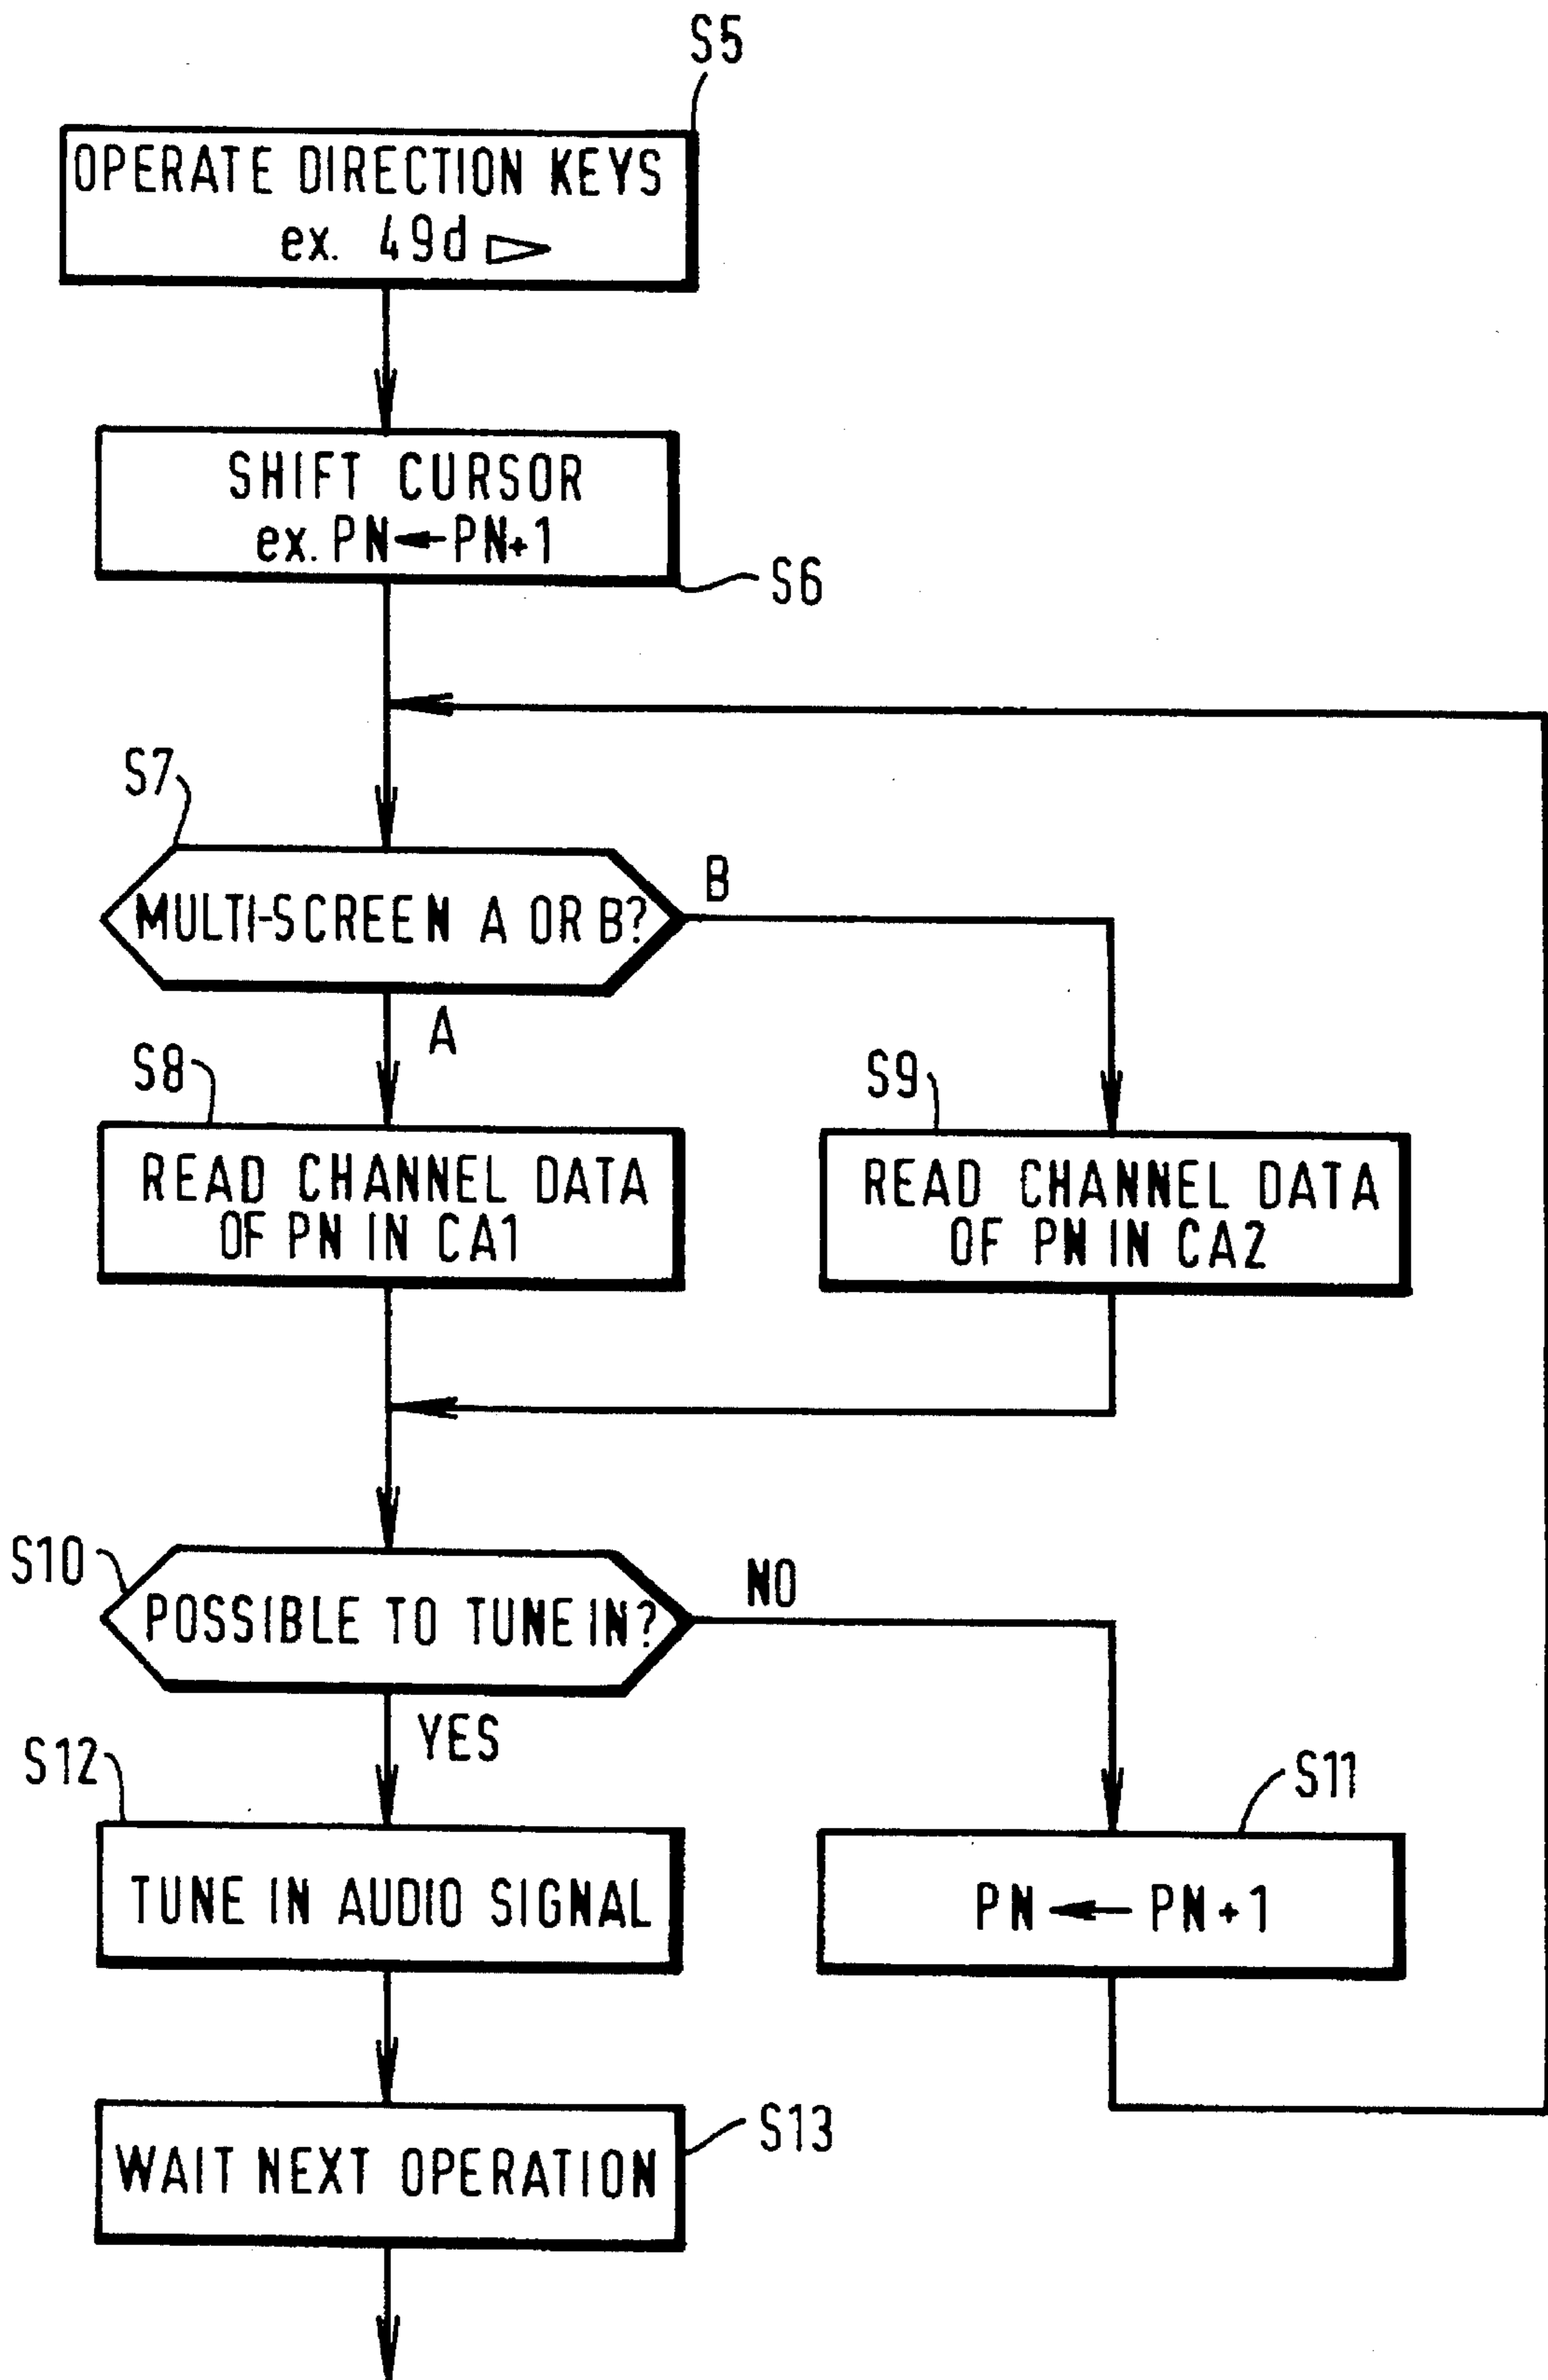 S5
OPERATE DIRECTION KEYS
ex. 49d ▷
SHIFT CURSOR
ex. PN ← PN+1
S6
S7
MULTI-SCREEN A OR B?
B
A
S8
READ CHANNEL DATA
OF PN IN CA1
S9
READ CHANNEL DATA
OF PN IN CA2
S10
POSSIBLE TO TUNE IN?
NO
YES
S12
TUNE IN AUDIO SIGNAL
S11
PN ← PN+1
WAIT NEXT OPERATION
S13